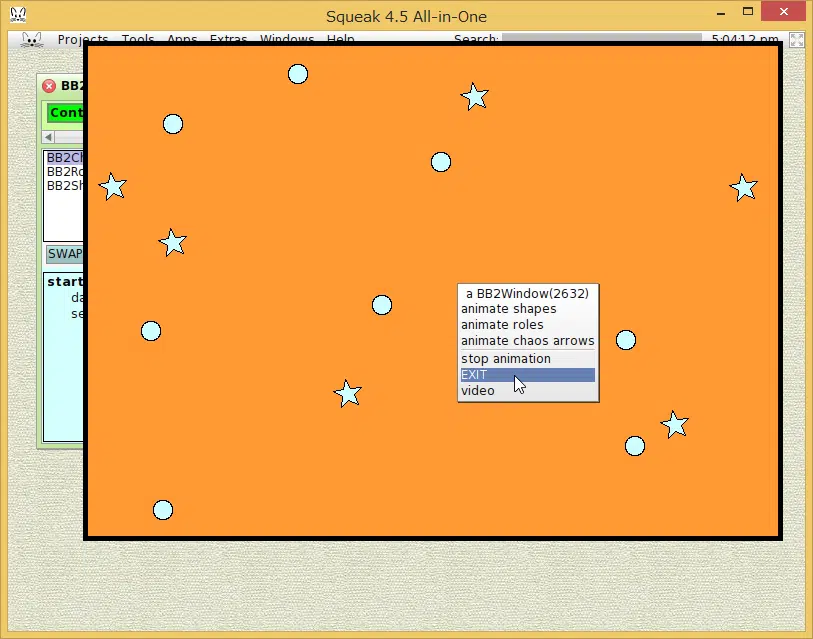 Squeak 4.5 All-in-One
Projects Tools Apps Extras Windows Help Search: 5:04:12 pm
BB2
Cont
BB2Ch
BB2Ro
BB2Sh
SWAP
start
da
se
a BB2Window(2632)
animate shapes
animate roles
animate chaos arrows
stop animation
EXIT
video